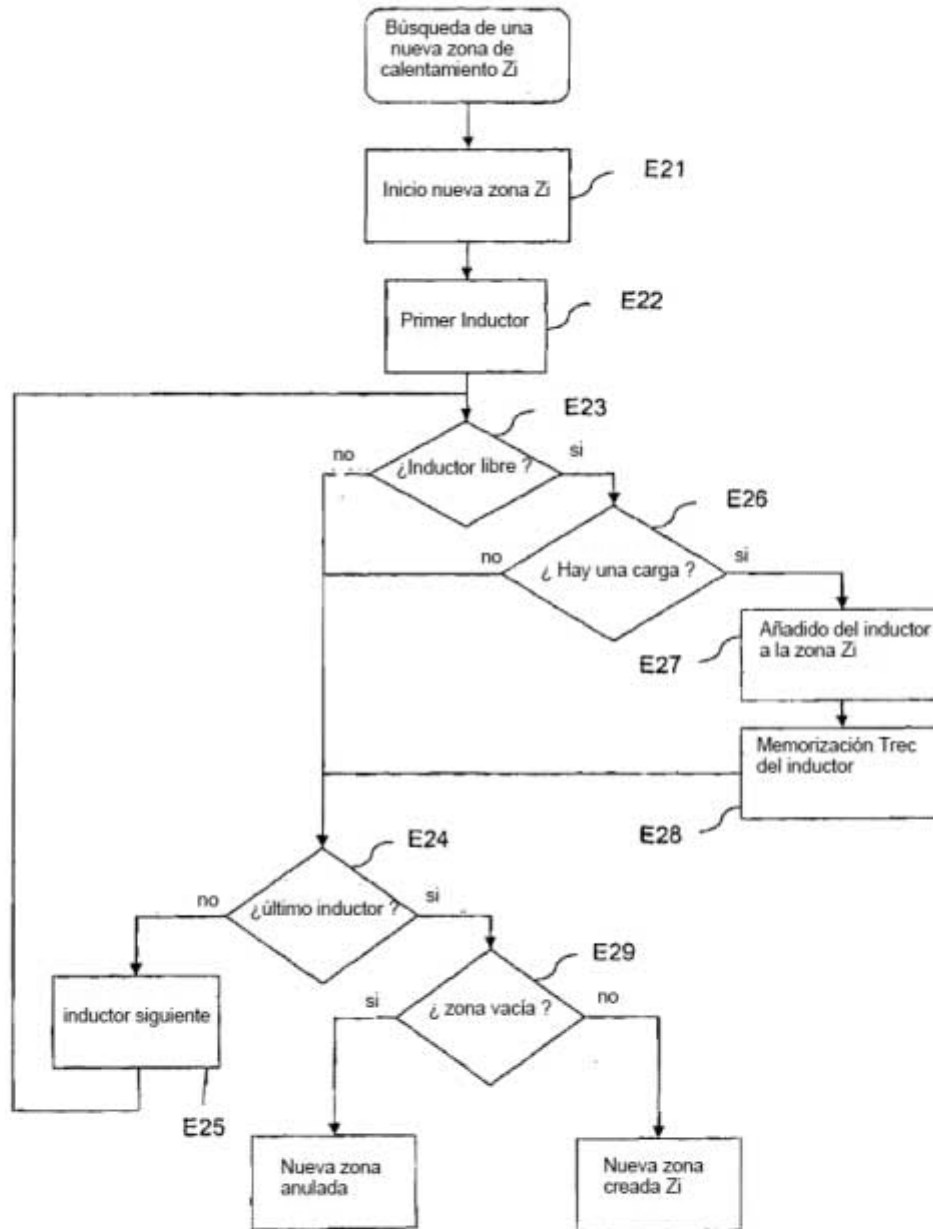 Búsqueda de una
nueva zona de
calentamiento Zi
E21
Inicio nueva zona Zi
E22
Primer Inductor
E23
no
si
¿Inductor libre ?
E26
no
si
¿ Hay una carga ?
Añadido del inductor
a la zona Zi
E27
Memorización Trec
del inductor
E28
E24
no
si
¿último inductor ?
E29
si
no
¿ zona vacía ?
inductor siguiente
E25
Nueva zona
anulada
Nueva zona
creada Zi